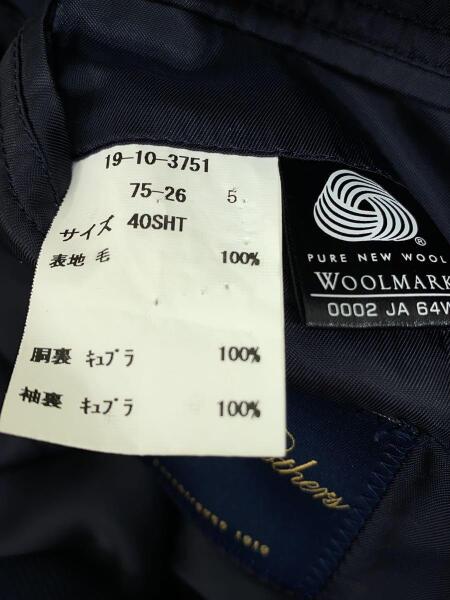 19-10-3751
75-26 5
サイズ 40SHT
表地 毛 100%
胴裏 キュプラ 100%
袖裏 キュプラ 100%
®
PURE NEW WOOL
WOOLMARK
0002 JA 64W
1818